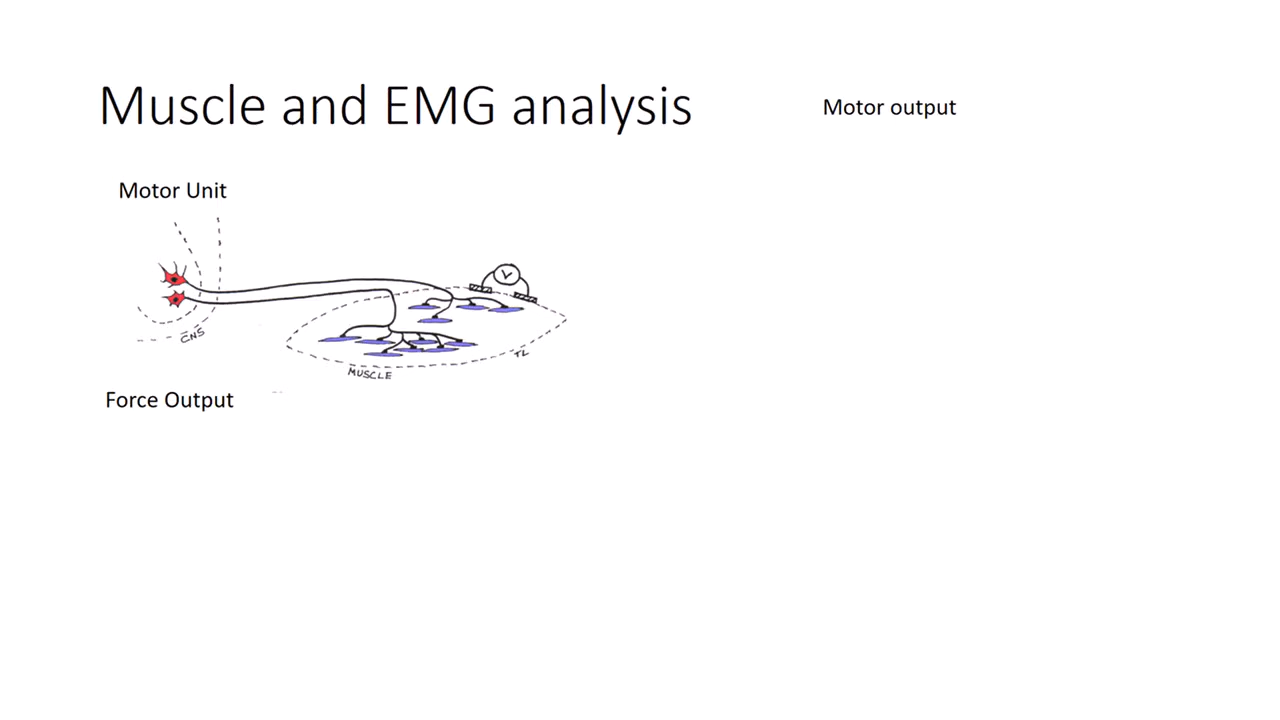 Muscle and EMG analysis
Motor output
Motor Unit
V
CNS
TL
MUSCLE
Force Output